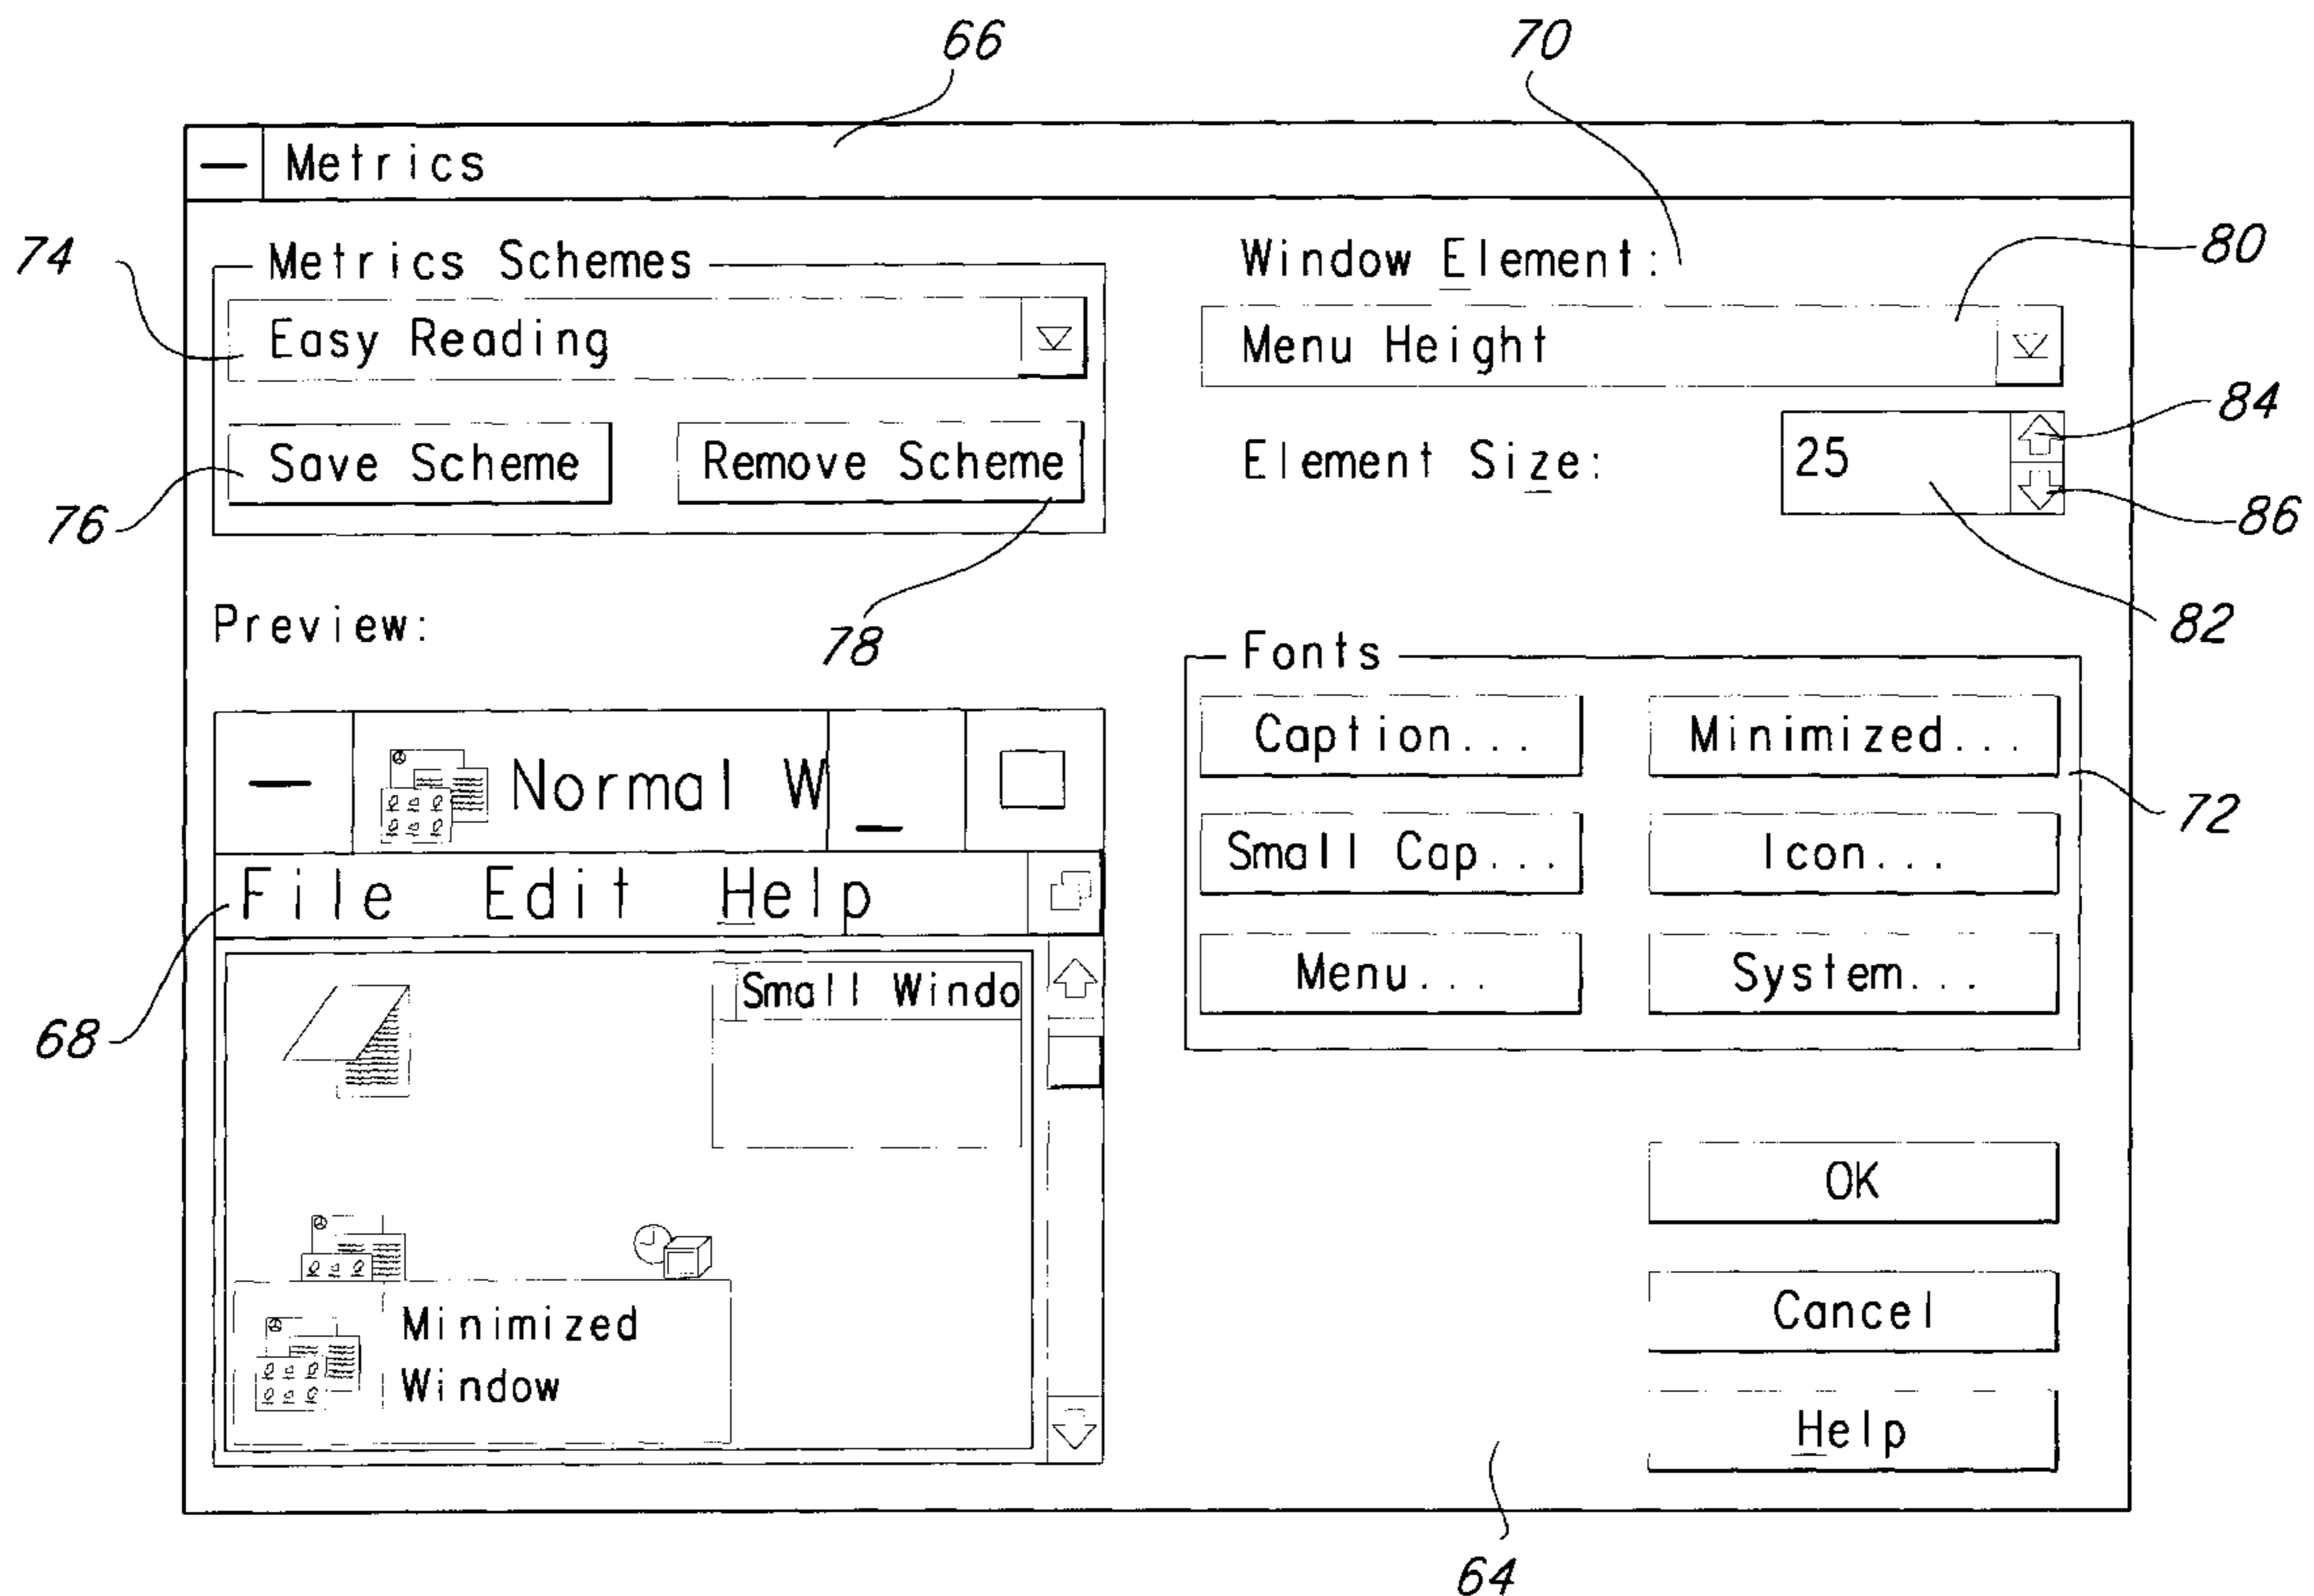 66
70
Metrics
74
Metrics Schemes
Window Element:
80
Easy Reading
Menu Height
84
Save Scheme
Remove Scheme
Element Size:
25
76
86
Preview:
78
82
Fonts
Normal W
Caption...
Minimized...
72
File Edit Help
Small Cap...
Icon...
Small Windo
Menu...
System...
68
OK
Minimized
Window
Cancel
Help
64